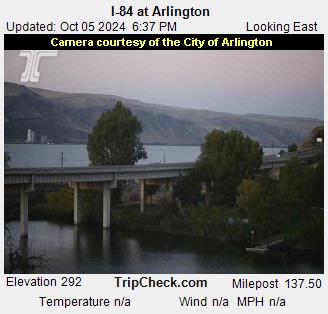 I-84 at Arlington
Updated: Oct 05 2024 6:37 PM Looking East
Camera courtesy of the City of Arlington
Elevation 292 TripCheck.com Milepost 137.50
Temperature n/a Wind n/a MPH n/a